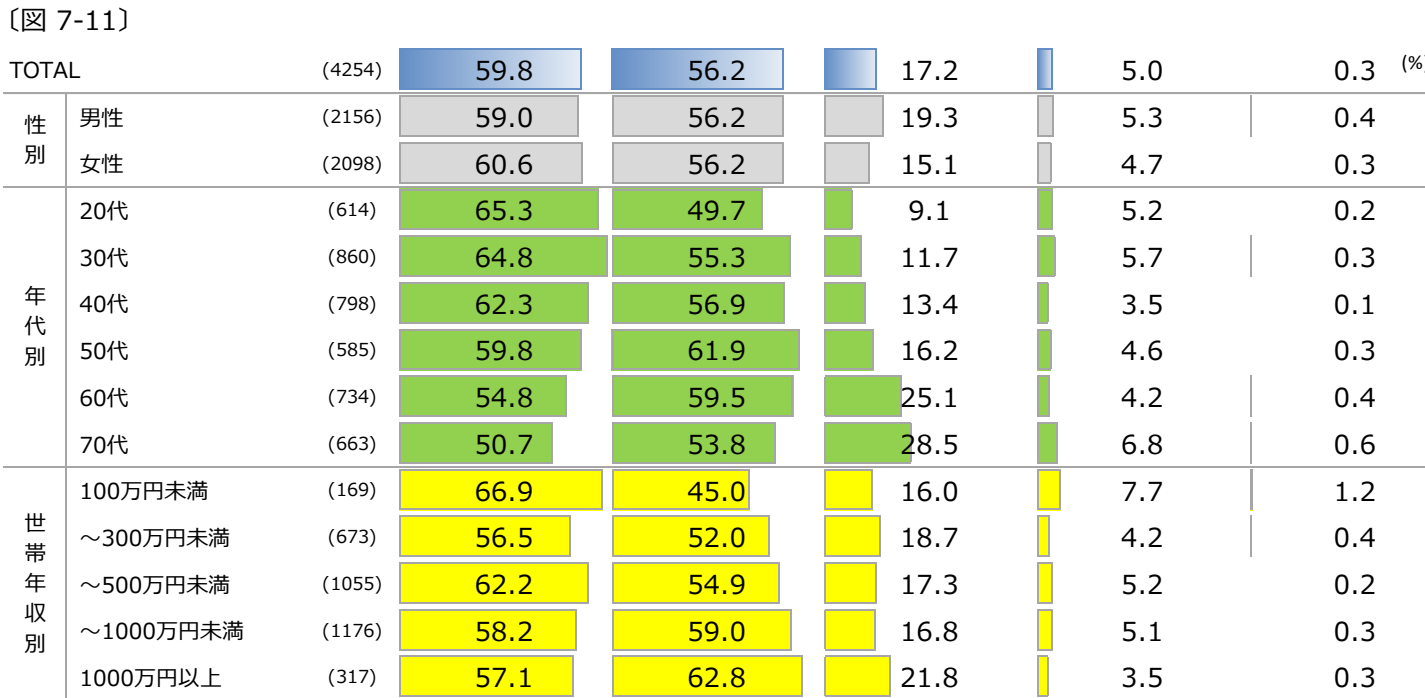 〔図 7-11〕
TOTAL (4254) 59.8 56.2 17.2 5.0 0.3 (%)
性別
男性 (2156) 59.0 56.2 19.3 5.3 0.4
女性 (2098) 60.6 56.2 15.1 4.7 0.3
年代別
20代 (614) 65.3 49.7 9.1 5.2 0.2
30代 (860) 64.8 55.3 11.7 5.7 0.3
40代 (798) 62.3 56.9 13.4 3.5 0.1
50代 (585) 59.8 61.9 16.2 4.6 0.3
60代 (734) 54.8 59.5 25.1 4.2 0.4
70代 (663) 50.7 53.8 28.5 6.8 0.6
世帯年収別
100万円未満 (169) 66.9 45.0 16.0 7.7 1.2
～300万円未満 (673) 56.5 52.0 18.7 4.2 0.4
～500万円未満 (1055) 62.2 54.9 17.3 5.2 0.2
～1000万円未満 (1176) 58.2 59.0 16.8 5.1 0.3
1000万円以上 (317) 57.1 62.8 21.8 3.5 0.3